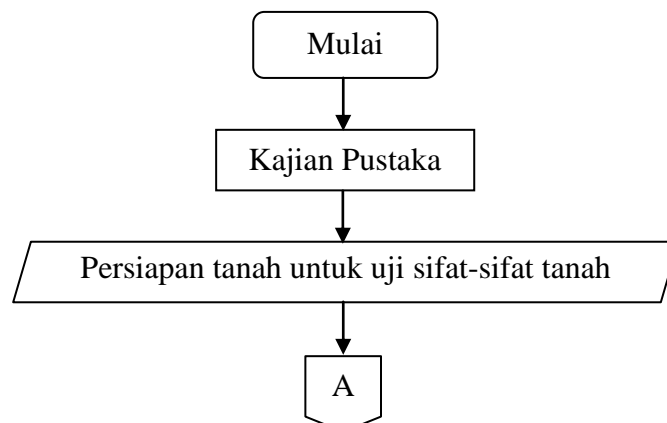 Mulai
Kajian Pustaka
Persiapan tanah untuk uji sifat-sifat tanah
A